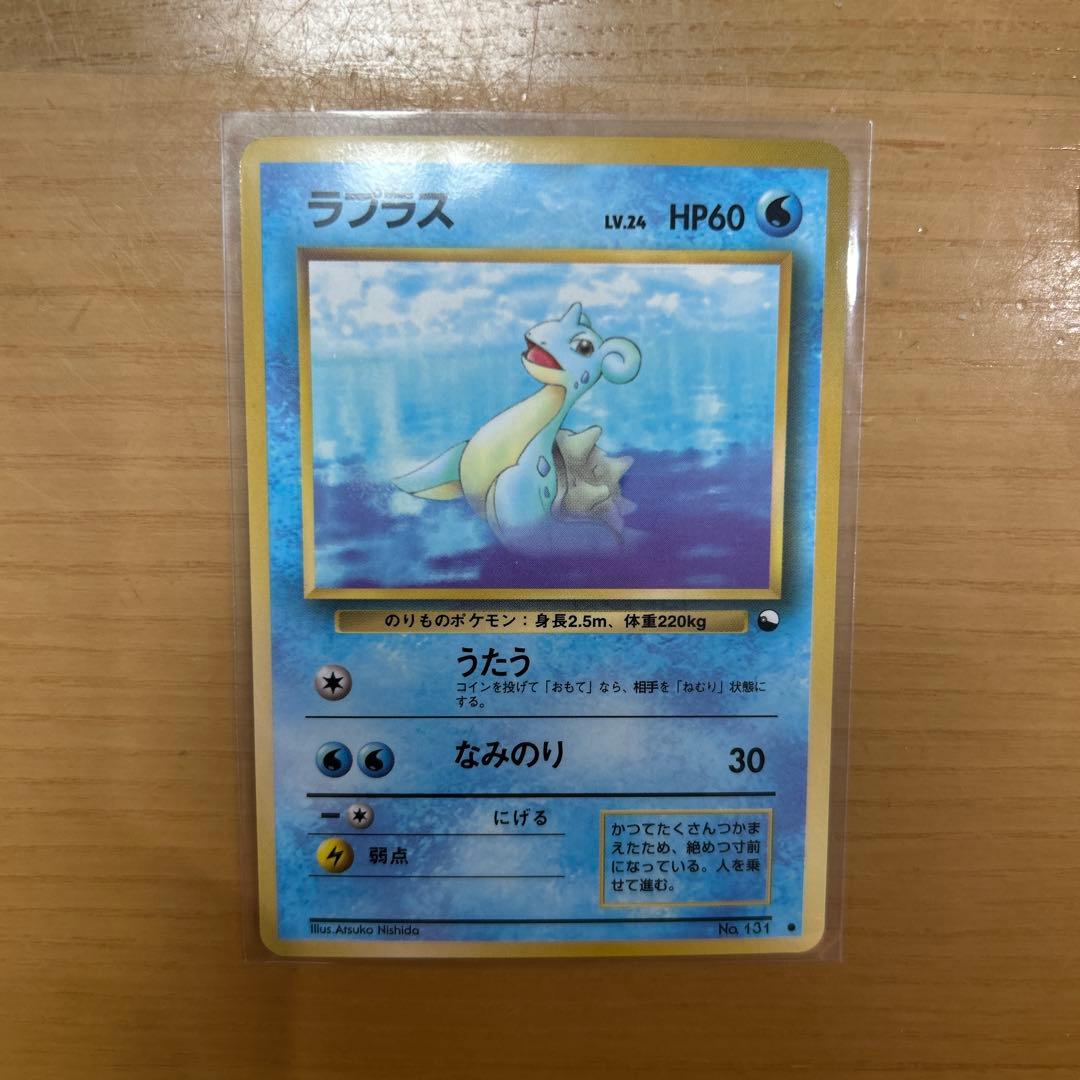 ラプラス LV.24 HP60
のりものポケモン：身長2.5m、体重220kg
うたう
コインを投げて「おもて」なら、相手を「ねむり」状態に
する。
なみのり 30
にげる
弱点
かつてたくさんつかま
えたため、絶めつ寸前
になっている。人を乗
せて進む。
Illus.Atsuko Nishida
No. 131